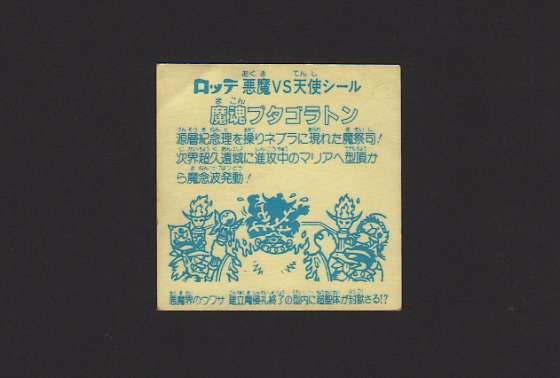 ロッテ 悪魔VS天使シール
魔魂プタゴラトン
源層紀念理を操りネブラに現れた魔祭司!
次界超久遠域に進攻中のマリアへ型頂か
ら魔念波発動!
悪魔界のウワサ 建立魔優礼終了の型内に超聖体が封獄さる!?